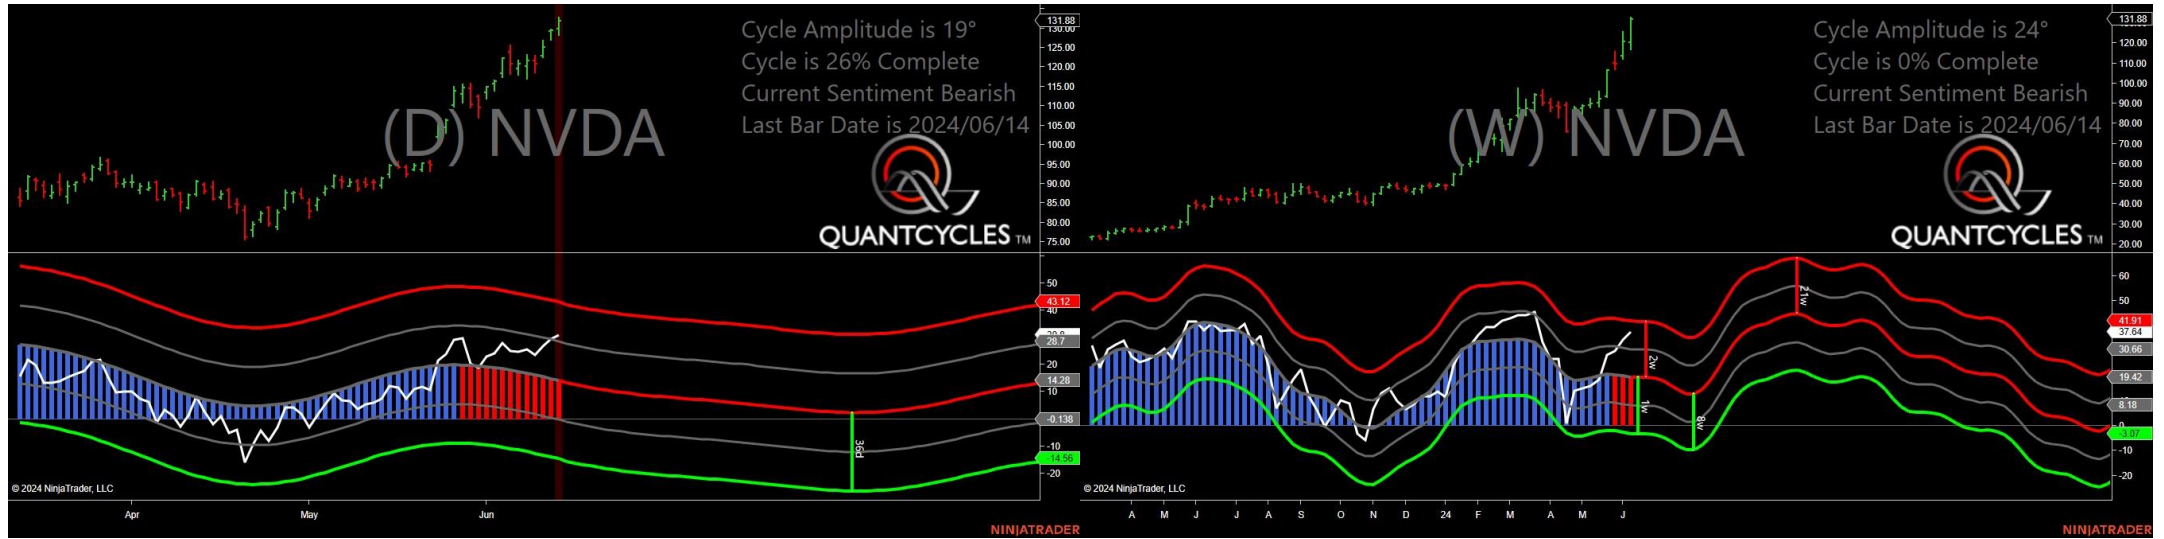 Cycle Amplitude is 19°
Cycle is 26% Complete
Current Sentiment Bearish
Last Bar Date is 2024/06/14
(D) NVDA
QUANTCYCLES TM
131.88
130.00
125.00
120.00
115.00
110.00
105.00
100.00
95.00
90.00
85.00
80.00
75.00
50
43.12
40
28.7
20
14.28
10
-0.138
-10
-14.56
-20
36d
© 2024 NinjaTrader, LLC
Apr
May
Jun
NINJATRADER
Cycle Amplitude is 24°
Cycle is 0% Complete
Current Sentiment Bearish
Last Bar Date is 2024/06/14
(W) NVDA
QUANTCYCLES TM
131.88
120.00
110.00
100.00
90.00
80.00
70.00
60.00
50.00
40.00
30.00
20.00
60
50
41.91
37.64
30.66
19.42
8.18
0
-3.07
-10
-20
2w
1w
8w
21w
© 2024 NinjaTrader, LLC
A M J J A S O N D 24 F M A M J
NINJATRADER